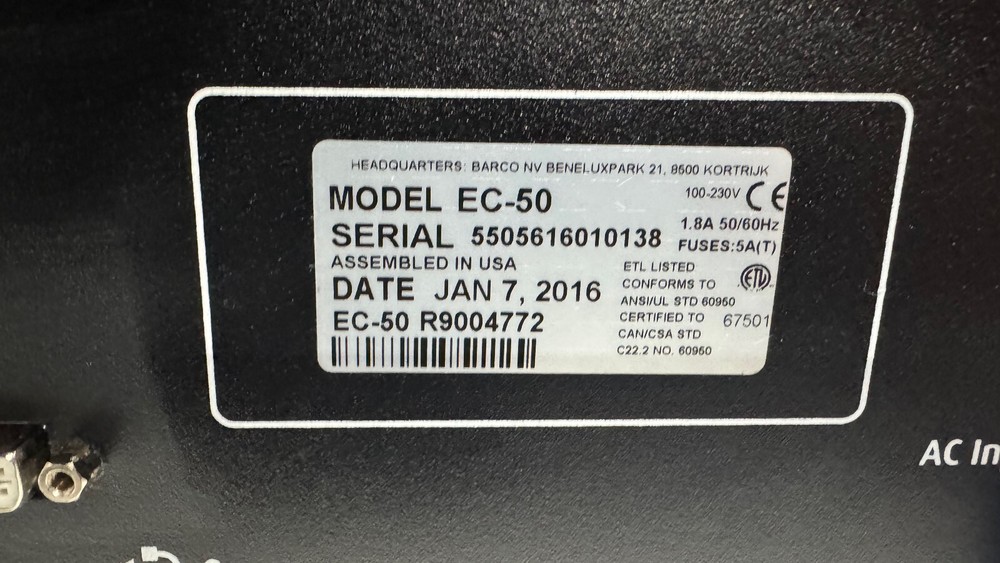 HEADQUARTERS: BARCO NV BENELUXPARK 21, 8500 KORTRIJK
MODEL EC-50
100-230V CE
SERIAL 5505616010138
1.8A 50/60Hz
FUSES:5A(T)
ASSEMBLED IN USA
DATE JAN 7, 2016
EC-50 R9004772
ETL LISTED
CONFORMS TO
ETL
ANSI/UL STD 60950
CERTIFIED TO 67501
CAN/CSA STD
C22.2 NO. 60950
AC In